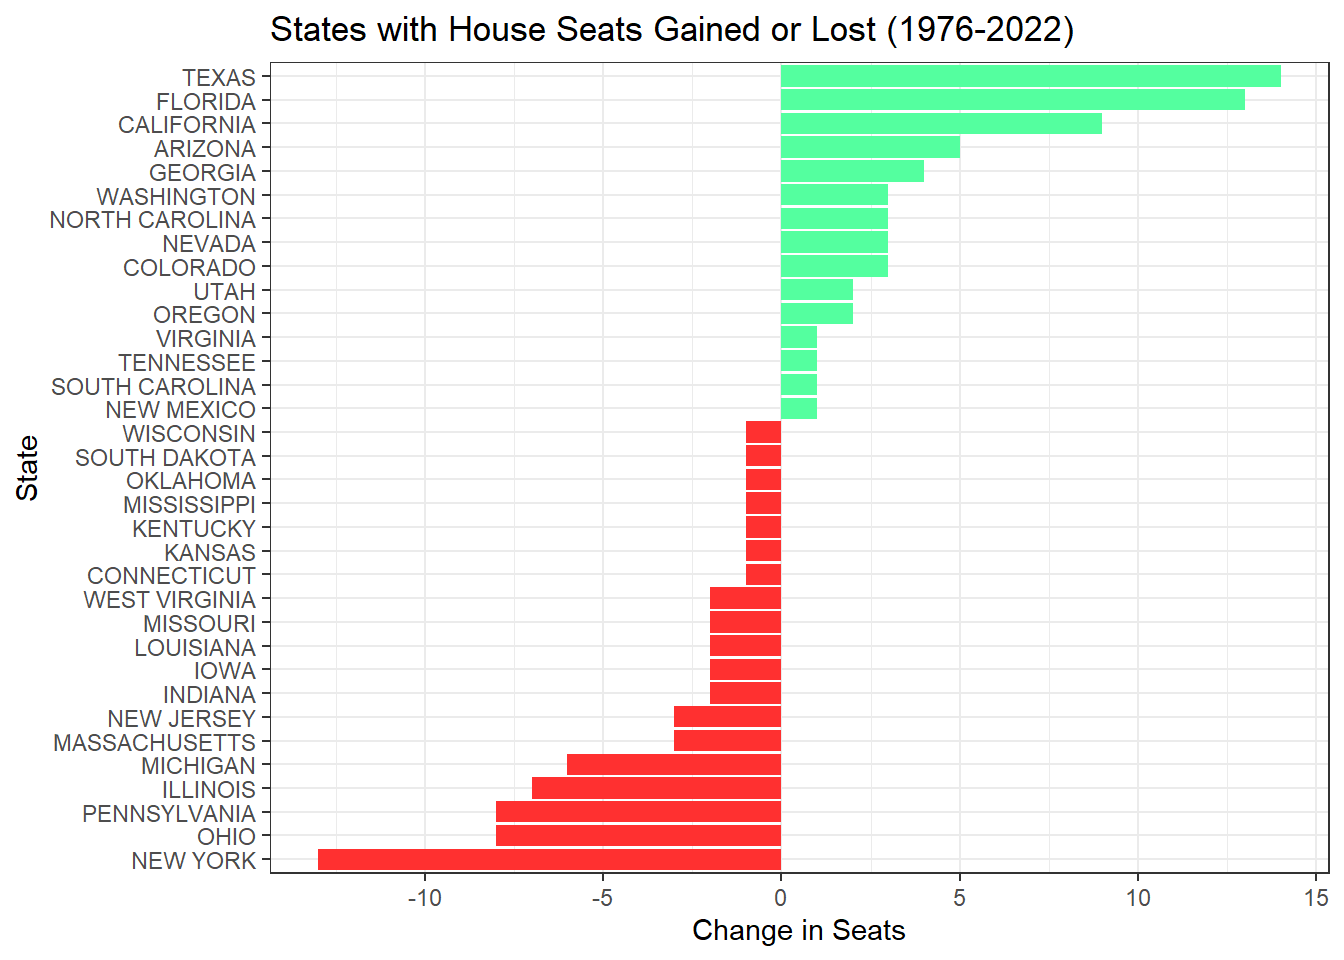 States with House Seats Gained or Lost (1976-2022)
TEXAS
FLORIDA
CALIFORNIA
ARIZONA
GEORGIA
WASHINGTON
NORTH CAROLINA
NEVADA
COLORADO
UTAH
OREGON
VIRGINIA
TENNESSEE
SOUTH CAROLINA
NEW MEXICO
WISCONSIN
SOUTH DAKOTA
OKLAHOMA
MISSISSIPPI
KENTUCKY
KANSAS
CONNECTICUT
WEST VIRGINIA
MISSOURI
LOUISIANA
IOWA
INDIANA
NEW JERSEY
MASSACHUSETTS
MICHIGAN
ILLINOIS
PENNSYLVANIA
OHIO
NEW YORK
State
-10 -5 0 5 10 15
Change in Seats